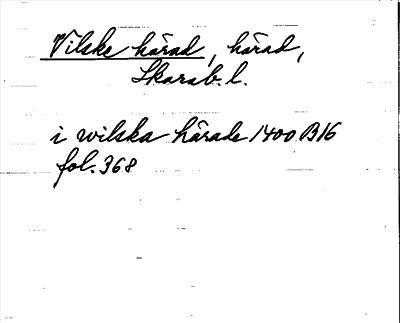 Vilske härad, härad,
Skarab. l.
i wilska härade 1400 B16
fol. 368